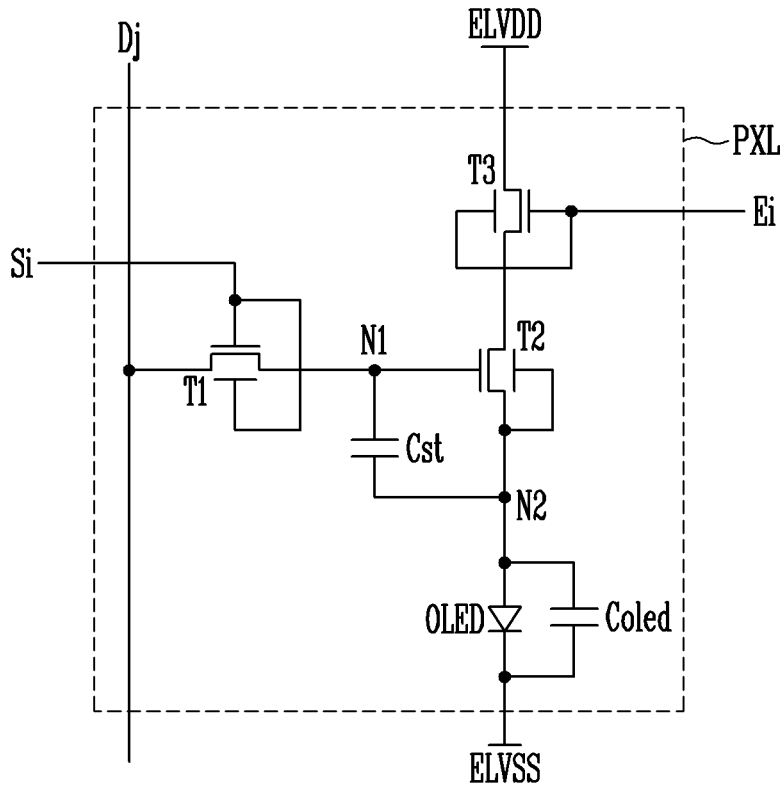 Dj
ELVDD
PXL
T3
Ei
Si
T2
N1
T1
Cst
N2
OLED
Coled
ELVSS